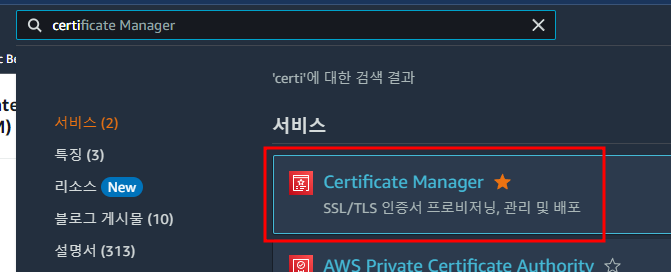 certificate Manager
'certi'에 대한 검색 결과
서비스 (2)
특징 (3)
리소스 New
블로그 게시물 (10)
설명서 (313)
서비스
Certificate Manager
SSL/TLS 인증서 프로비저닝, 관리 및 배포
AWS Private Certificate Authority